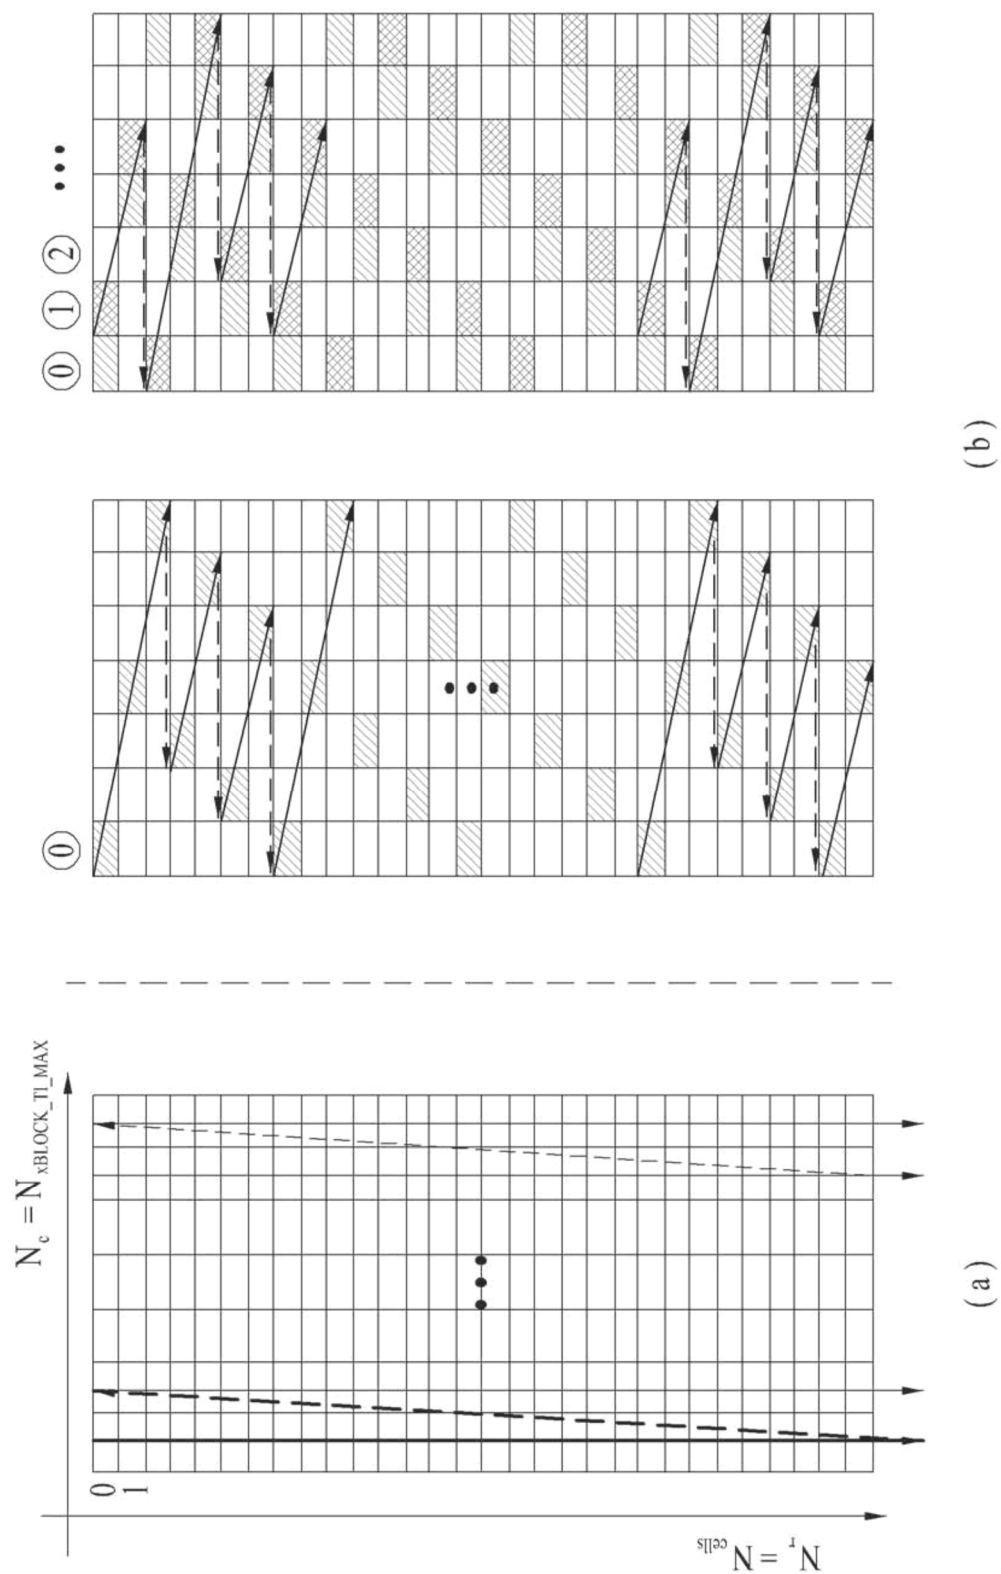 N_c = N_xBLOCK_TI_MAX
0
1
N_r = N_cells
(a)
0
0 1 2 •••
(b)